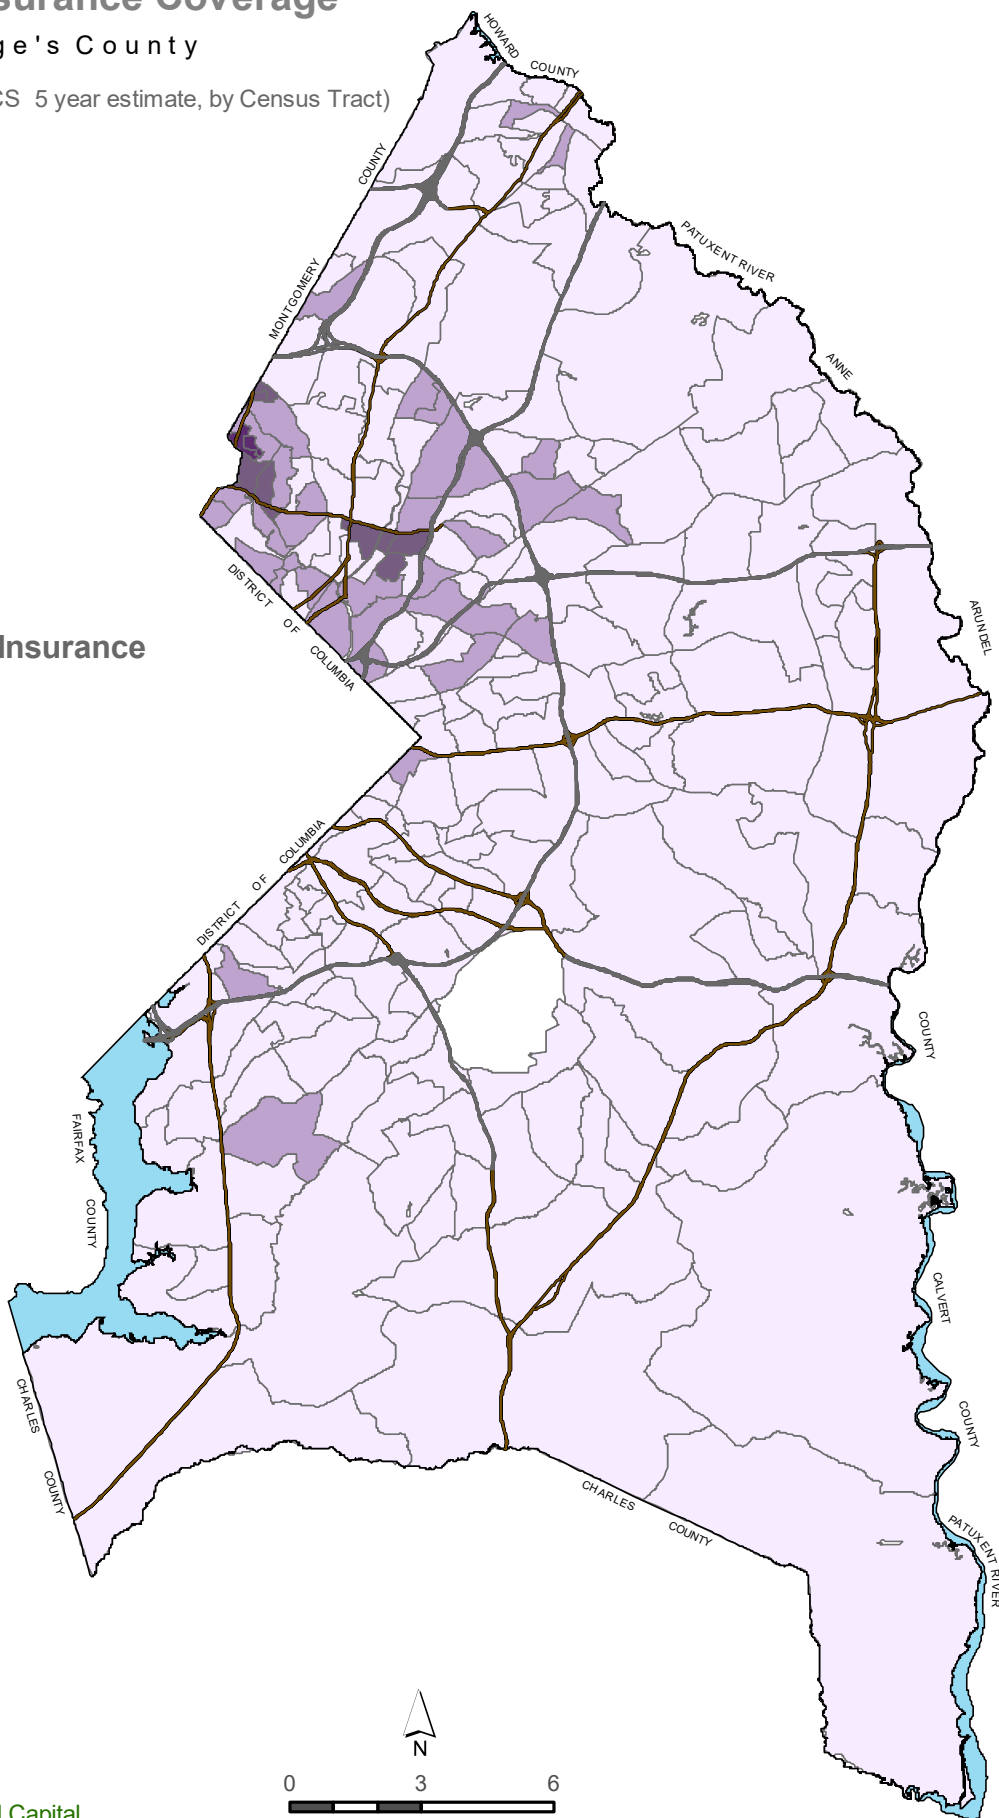 surance Coverage
ge's County
CS 5 year estimate, by Census Tract)
HOWARD
COUNTY
COUNTY
MONTGOMERY
PATUXENT RIVER
ANNE
ARUNDEL
DISTRICT
OF
COLUMBIA
Insurance
DISTRICT
OF
COLUMBIA
COUNTY
FAIRFAX
COUNTY
CALVERT
COUNTY
CHARLES
COUNTY
CHARLES
COUNTY
PATUXENT RIVER
N
0 3 6
l Capital